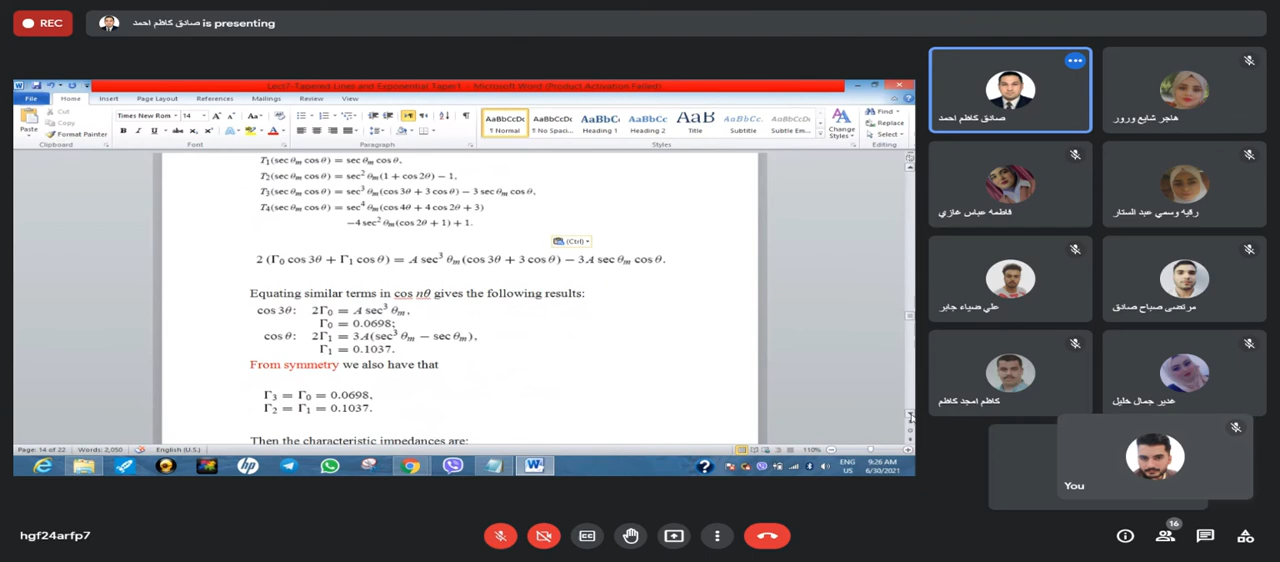 REC
صادق كاظم احمد is presenting
Lect7-Tapered Lines and Exponential Taper1 - Microsoft Word (Product Activation Failed)
File Home Insert Page Layout References Mailings Review View
Cut
Copy
Format Painter
Paste
Times New Ro 14
AaBbCcDc AaBbCcDc AaBbC AaBbCc AaB AaBbCc. AaBbCcDc
¶ Normal ¶ No Spaci... Heading 1 Heading 2 Title Subtitle Subtle Em...
Change Styles
Find
Replace
Select
Clipboard Font Paragraph Styles Editing
T₁(sec θₘ cos θ) = sec θₘ cos θ,
T₂(sec θₘ cos θ) = sec² θₘ(1 + cos 2θ) − 1,
T₃(sec θₘ cos θ) = sec³ θₘ(cos 3θ + 3 cos θ) − 3 sec θₘ cos θ,
T₄(sec θₘ cos θ) = sec⁴ θₘ(cos 4θ + 4 cos 2θ + 3)
−4 sec² θₘ(cos 2θ + 1) + 1.
(Ctrl)
2 (Γ₀ cos 3θ + Γ₁ cos θ) = A sec³ θₘ(cos 3θ + 3 cos θ) − 3A sec θₘ cos θ.
Equating similar terms in cos nθ gives the following results:
cos 3θ: 2Γ₀ = A sec³ θₘ,
Γ₀ = 0.0698;
cos θ: 2Γ₁ = 3A(sec³ θₘ − sec θₘ),
Γ₁ = 0.1037.
From symmetry we also have that
Γ₃ = Γ₀ = 0.0698,
Γ₂ = Γ₁ = 0.1037.
Then the characteristic impedances are:
Page: 14 of 22 Words: 2,050 English (U.S.) 110%
ENG
US
9:26 AM
6/30/2021
صادق كاظم احمد
هاجر شايع ورور
فاطمه عباس غازي
رقيه وسمي عبد الستار
علي ضياء جابر
مرتضى صباح صادق
كاظم امجد كاظم
غدير جمال خليل
You
hgf24arfp7
16